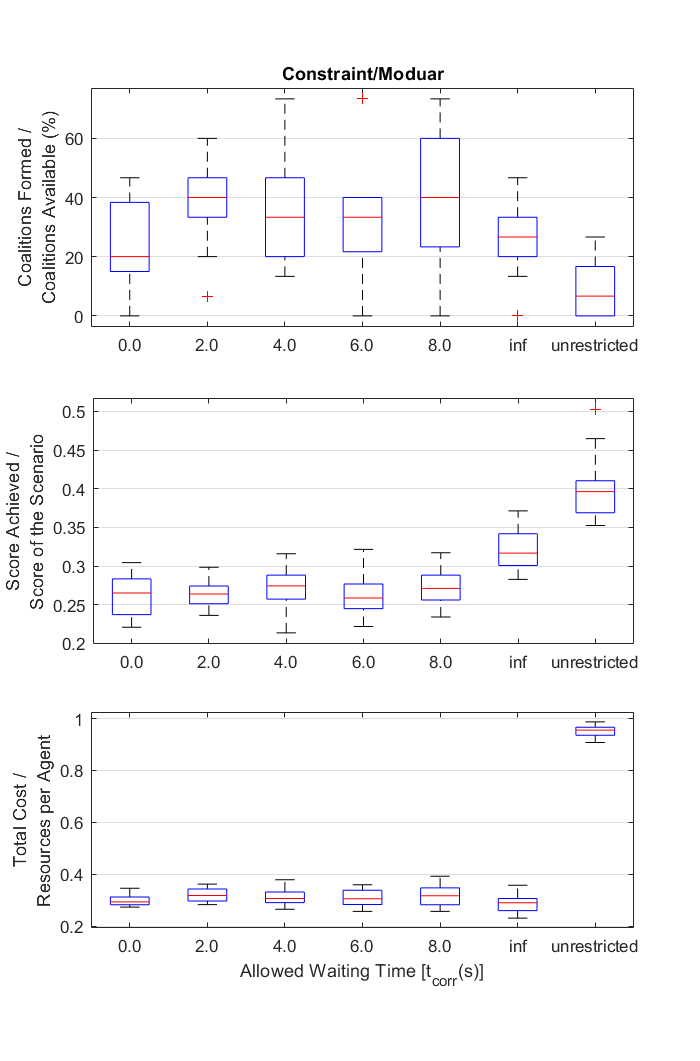 Constraint/Moduar
Coalitions Formed /
Coalitions Available (%)
60
40
20
0
0.0 2.0 4.0 6.0 8.0 inf unrestricted
Score Achieved /
Score of the Scenario
0.5
0.45
0.4
0.35
0.3
0.25
0.2
0.0 2.0 4.0 6.0 8.0 inf unrestricted
Total Cost /
Resources per Agent
1
0.8
0.6
0.4
0.2
0.0 2.0 4.0 6.0 8.0 inf unrestricted
Allowed Waiting Time [tcorr(s)]